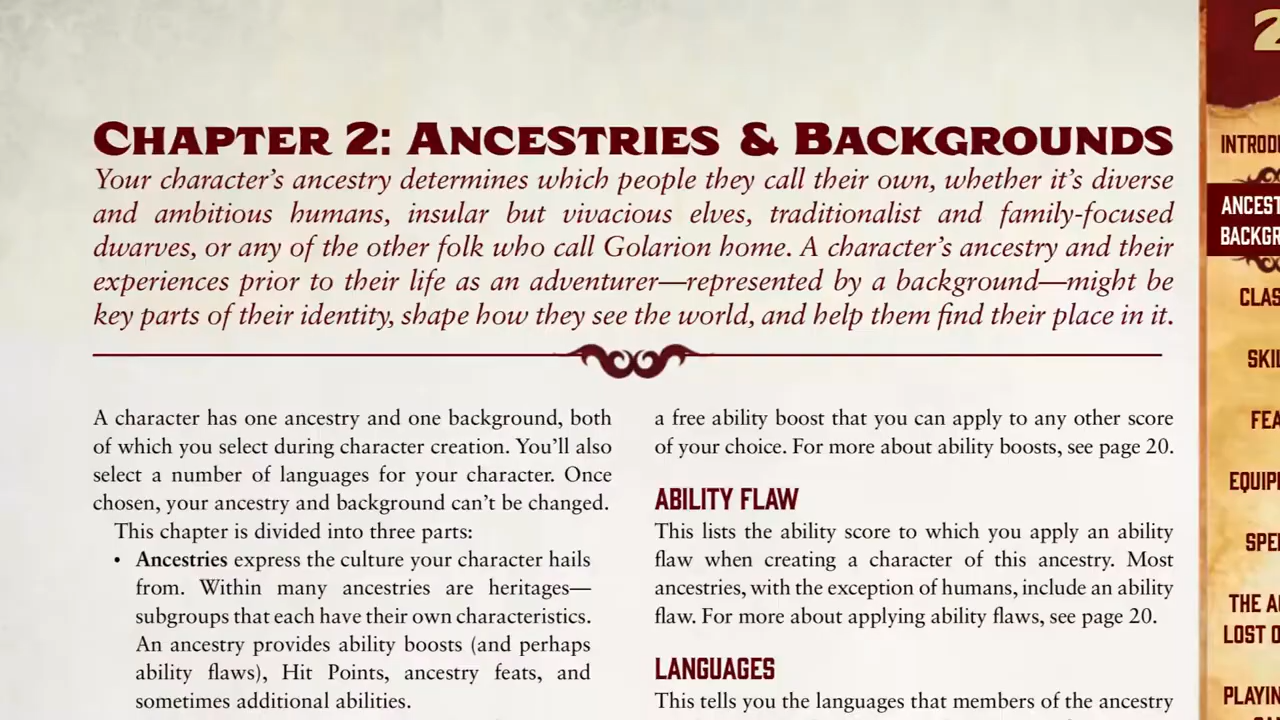 CHAPTER 2: ANCESTRIES & BACKGROUNDS
Your character's ancestry determines which people they call their own, whether it's diverse
and ambitious humans, insular but vivacious elves, traditionalist and family-focused
dwarves, or any of the other folk who call Golarion home. A character's ancestry and their
experiences prior to their life as an adventurer—represented by a background—might be
key parts of their identity, shape how they see the world, and help them find their place in it.
A character has one ancestry and one background, both
of which you select during character creation. You'll also
select a number of languages for your character. Once
chosen, your ancestry and background can't be changed.
This chapter is divided into three parts:
• Ancestries express the culture your character hails
from. Within many ancestries are heritages—
subgroups that each have their own characteristics.
An ancestry provides ability boosts (and perhaps
ability flaws), Hit Points, ancestry feats, and
sometimes additional abilities.
a free ability boost that you can apply to any other score
of your choice. For more about ability boosts, see page 20.
ABILITY FLAW
This lists the ability score to which you apply an ability
flaw when creating a character of this ancestry. Most
ancestries, with the exception of humans, include an ability
flaw. For more about applying ability flaws, see page 20.
LANGUAGES
This tells you the languages that members of the ancestry
2